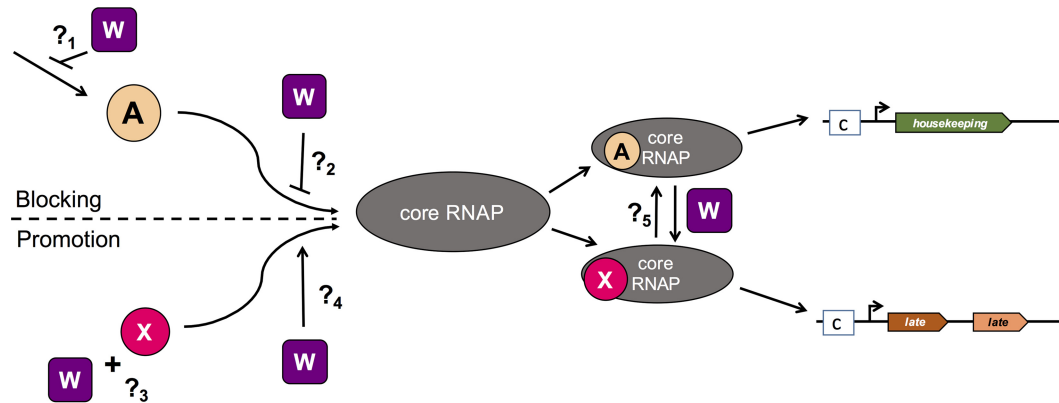 ?1
W
A
W
?2
Blocking
Promotion
X
W
+
?3
?4
W
core RNAP
A
core
RNAP
?5
W
X
core
RNAP
C
housekeeping
C
late
late